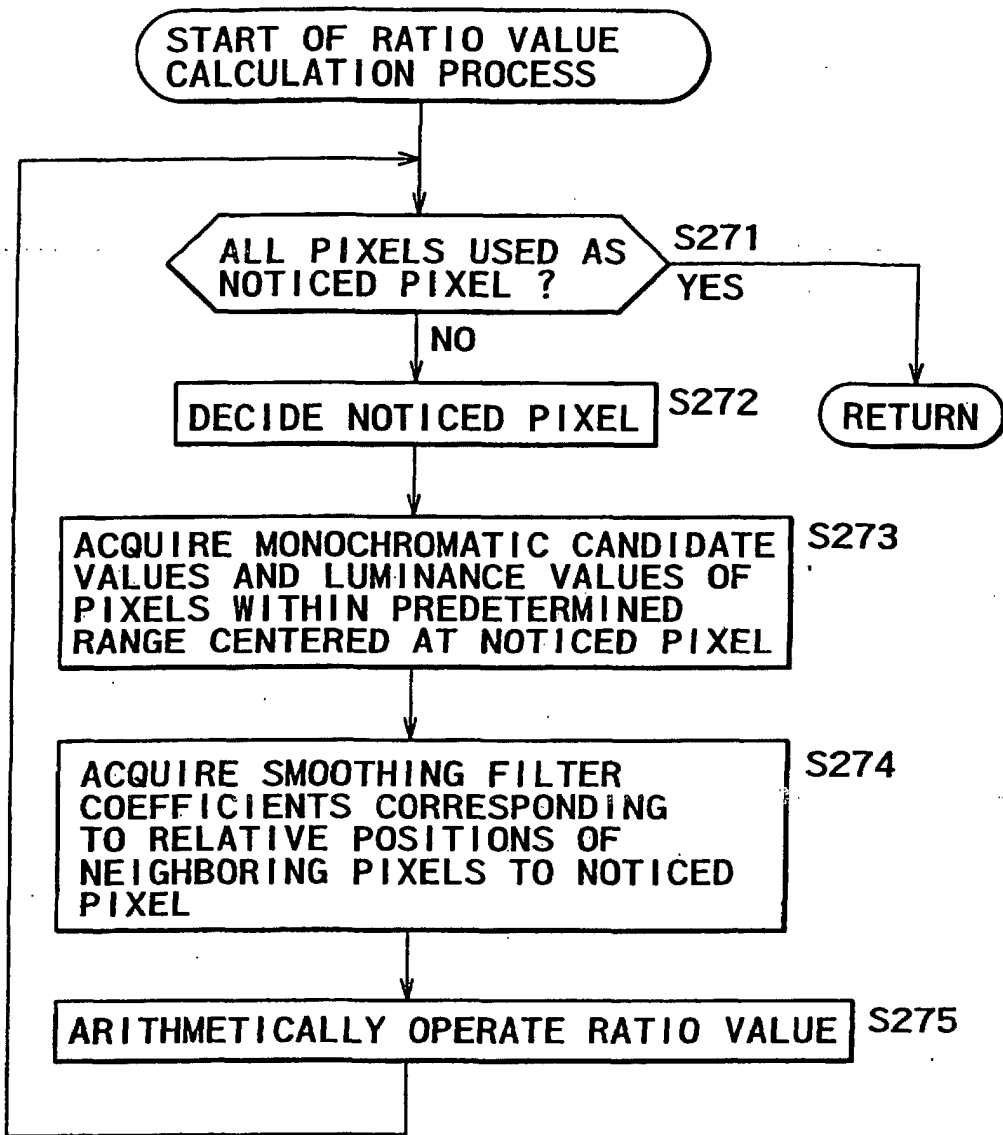 START OF RATIO VALUE
CALCULATION PROCESS
ALL PIXELS USED AS
NOTICED PIXEL ?
S271
YES
NO
DECIDE NOTICED PIXEL
S272
RETURN
ACQUIRE MONOCHROMATIC CANDIDATE
VALUES AND LUMINANCE VALUES OF
PIXELS WITHIN PREDETERMINED
RANGE CENTERED AT NOTICED PIXEL
S273
ACQUIRE SMOOTHING FILTER
COEFFICIENTS CORRESPONDING
TO RELATIVE POSITIONS OF
NEIGHBORING PIXELS TO NOTICED
PIXEL
S274
ARITHMETICALLY OPERATE RATIO VALUE
S275